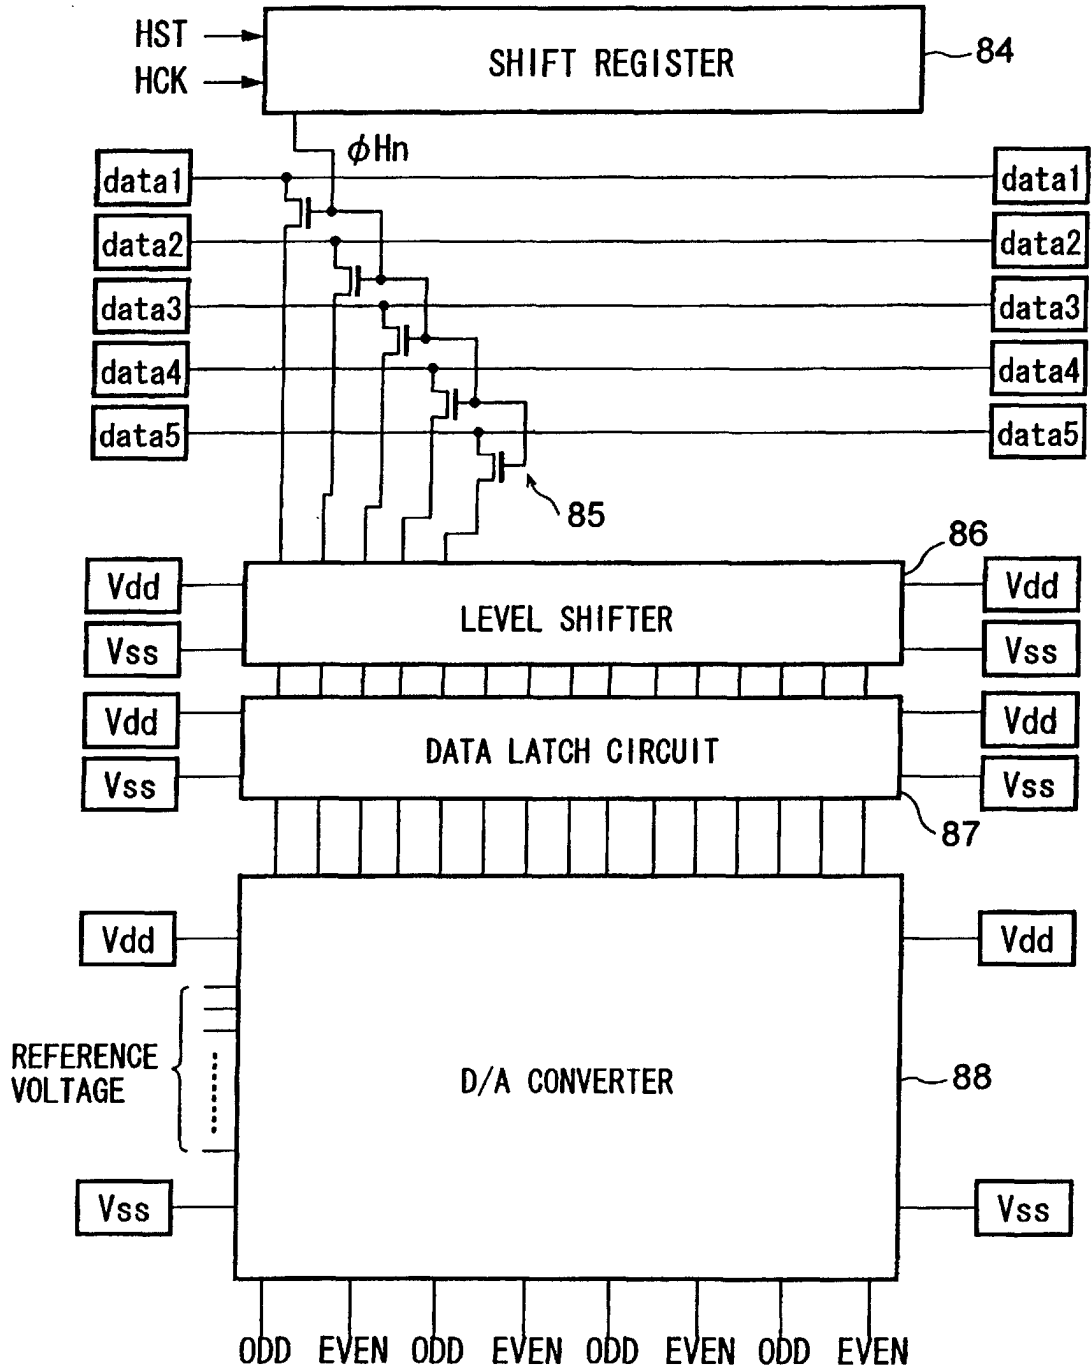 HST
SHIFT REGISTER
84
HCK
φHn
data1 data1
data2 data2
data3 data3
data4 data4
data5 data5
85
86
Vdd Vdd
LEVEL SHIFTER
Vss Vss
Vdd Vdd
DATA LATCH CIRCUIT
Vss Vss
87
Vdd Vdd
REFERENCE
VOLTAGE
D/A CONVERTER
88
Vss Vss
ODD EVEN ODD EVEN ODD EVEN ODD EVEN